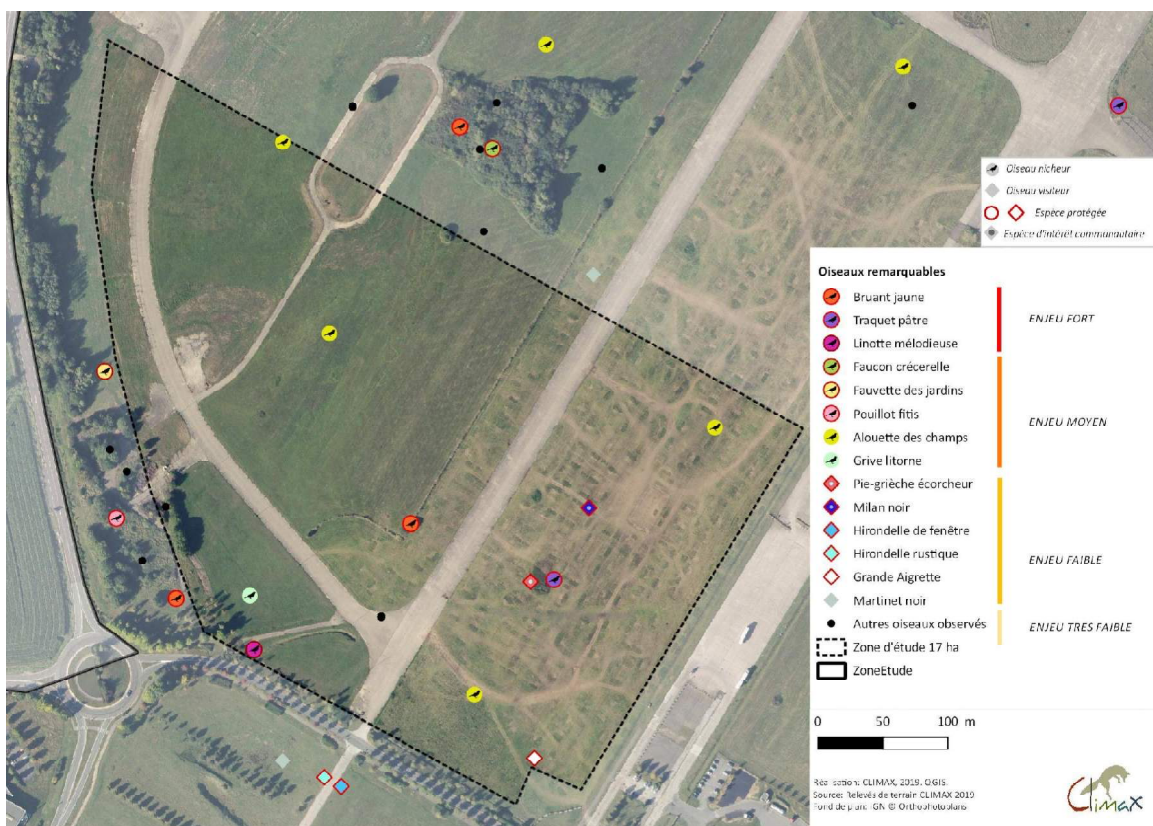 Oiseau nicheur
Oiseau visiteur
Espèce protégée
Espèce d'intérêt communautaire
Oiseaux remarquables
Bruant jaune
Traquet pâtre
Linotte mélodieuse
ENJEU FORT
Faucon crécerelle
Fauvette des jardins
Pouillot fitis
Alouette des champs
Grive litorne
ENJEU MOYEN
Pie-grièche écorcheur
Milan noir
Hirondelle de fenêtre
Hirondelle rustique
Grande Aigrette
Martinet noir
ENJEU FAIBLE
Autres oiseaux observés
ENJEU TRES FAIBLE
Zone d'étude 17 ha
ZoneEtude
0 50 100 m
Réalisation: CLIMAX, 2019, QGIS.
Source: Relevés de terrain CLIMAX 2019
Fond de plan: IGN © Orthophotoplans
Climax